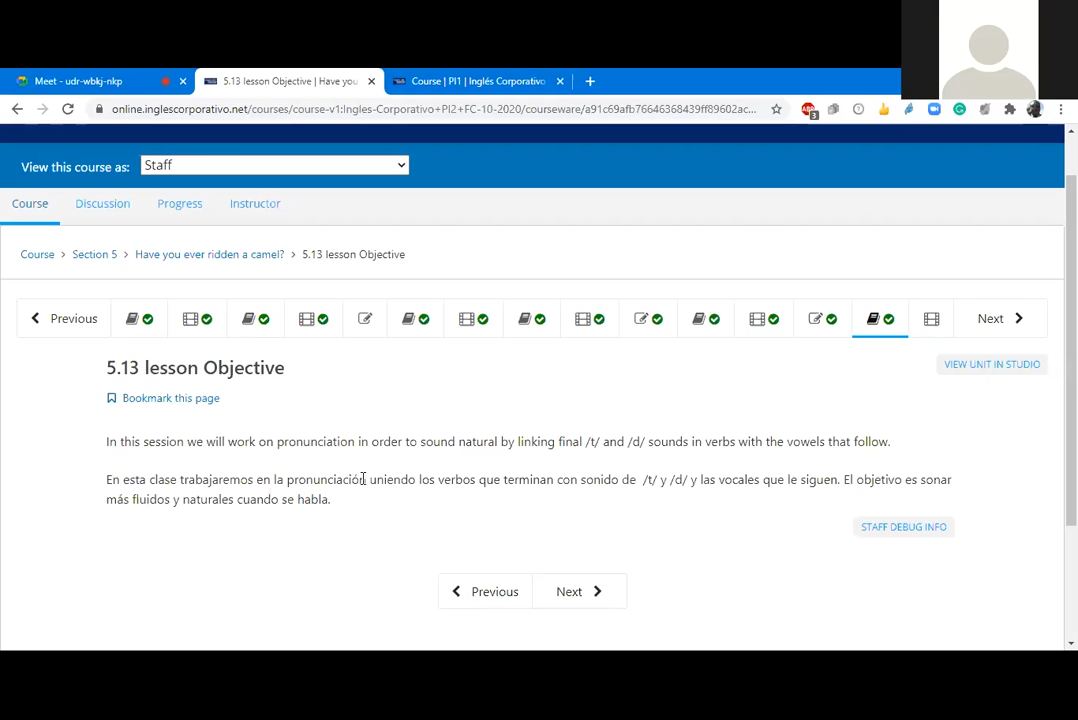 Meet - udr-wbkj-nkp
5.13 lesson Objective | Have you
Course | PI1 | Inglés Corporativo
online.inglescorporativo.net/courses/course-v1:Ingles-Corporativo+PI2+FC-10-2020/courseware/a91c69afb76646368439ff89602ac...
3
View this course as:
Staff
Course
Discussion
Progress
Instructor
Course > Section 5 > Have you ever ridden a camel? > 5.13 lesson Objective
Previous
Next
5.13 lesson Objective
VIEW UNIT IN STUDIO
Bookmark this page
In this session we will work on pronunciation in order to sound natural by linking final /t/ and /d/ sounds in verbs with the vowels that follow.
En esta clase trabajaremos en la pronunciación uniendo los verbos que terminan con sonido de /t/ y /d/ y las vocales que le siguen. El objetivo es sonar
más fluidos y naturales cuando se habla.
STAFF DEBUG INFO
Previous
Next